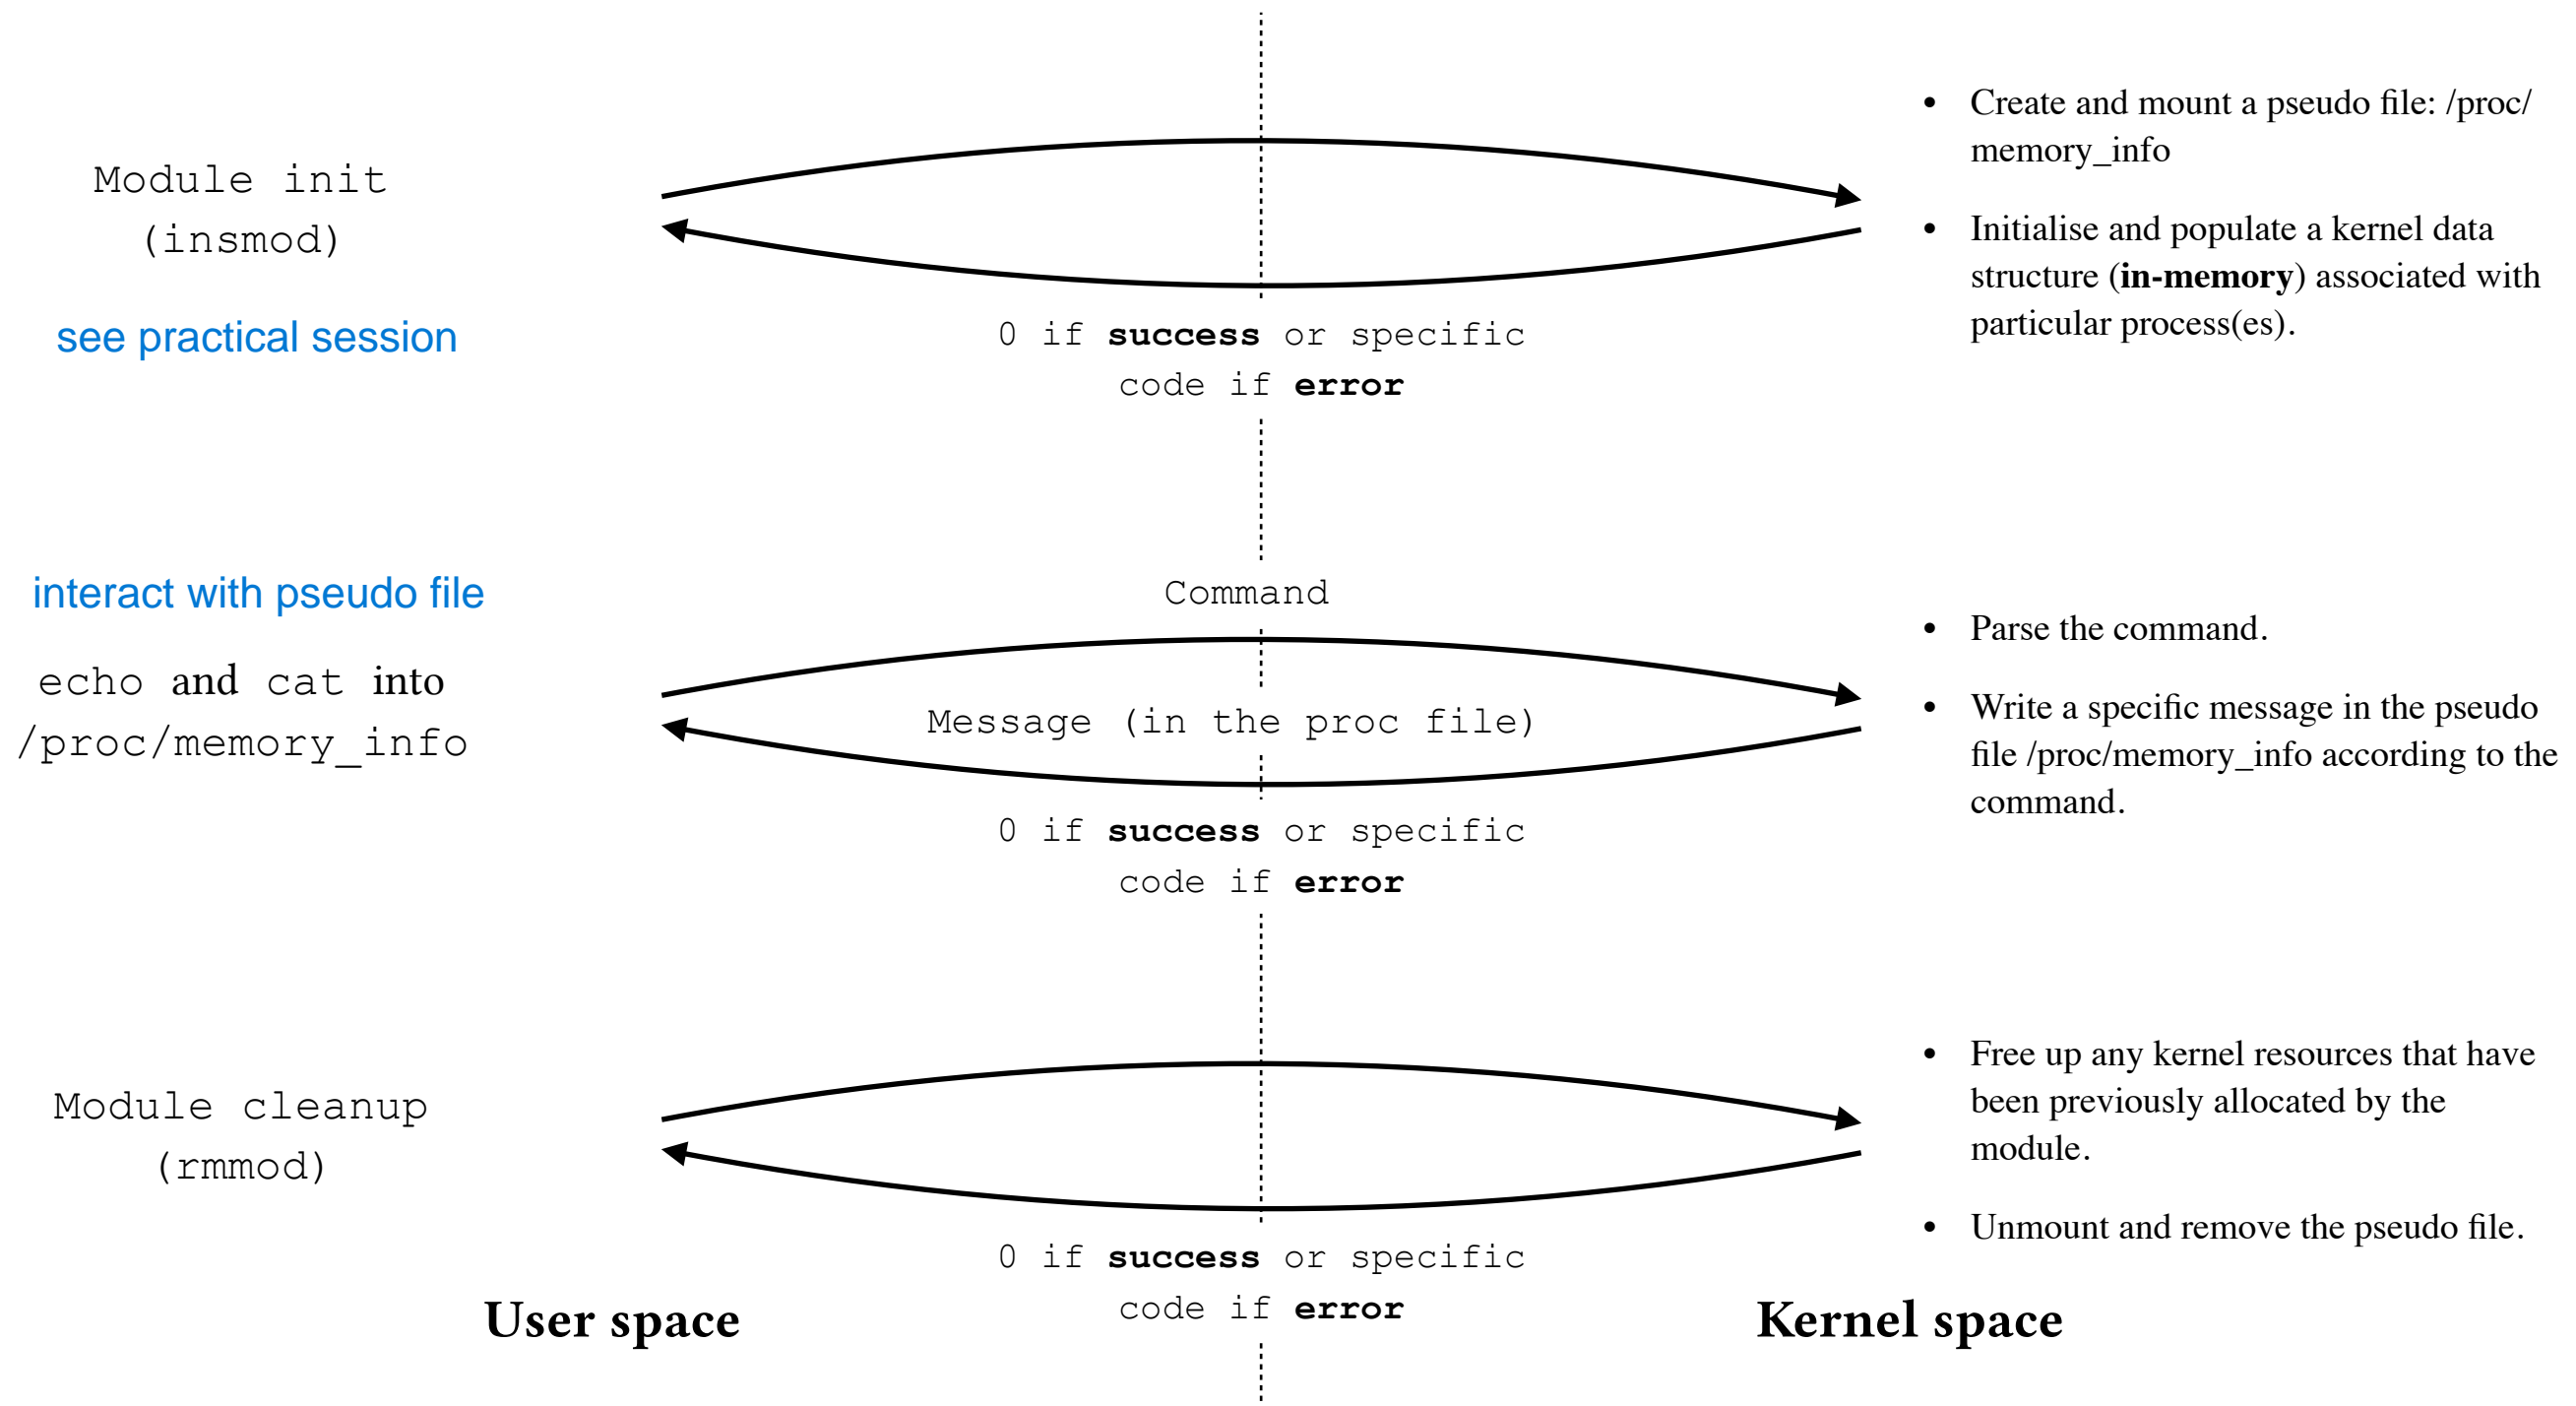 Module init
(insmod)
see practical session
0 if success or specific
code if error
• Create and mount a pseudo file: /proc/
memory_info
• Initialise and populate a kernel data
structure (in-memory) associated with
particular process(es).
interact with pseudo file
echo and cat into
/proc/memory_info
Command
Message (in the proc file)
0 if success or specific
code if error
• Parse the command.
• Write a specific message in the pseudo
file /proc/memory_info according to the
command.
Module cleanup
(rmmod)
0 if success or specific
code if error
• Free up any kernel resources that have
been previously allocated by the
module.
• Unmount and remove the pseudo file.
User space
Kernel space